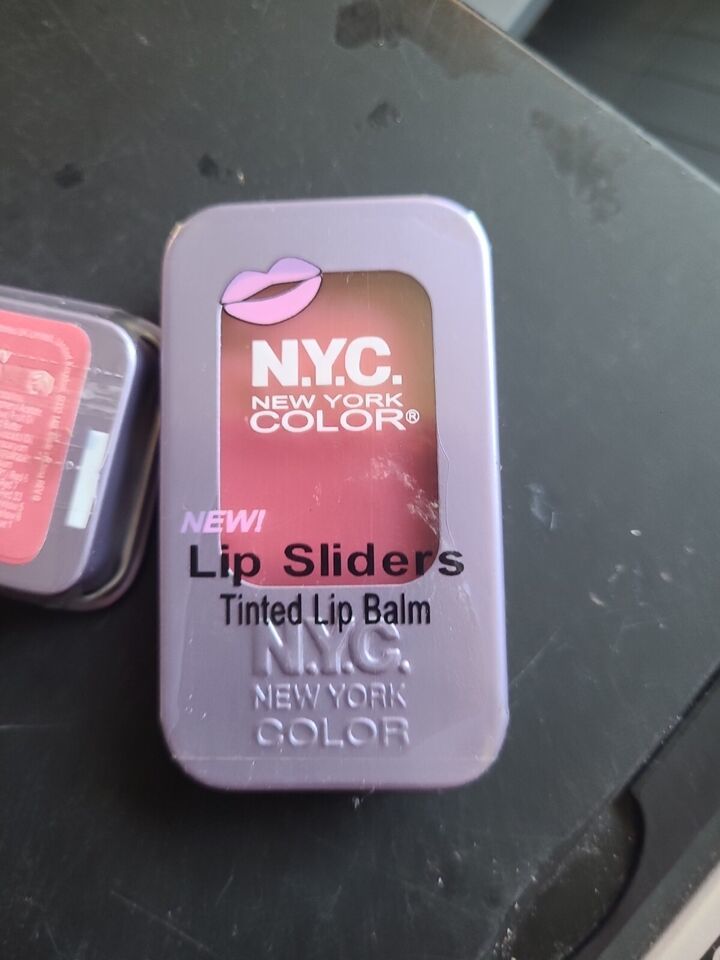 N.Y.C.
NEW YORK
COLOR®
NEW!
Lip Sliders
Tinted Lip Balm
N.Y.C.
NEW YORK
COLOR